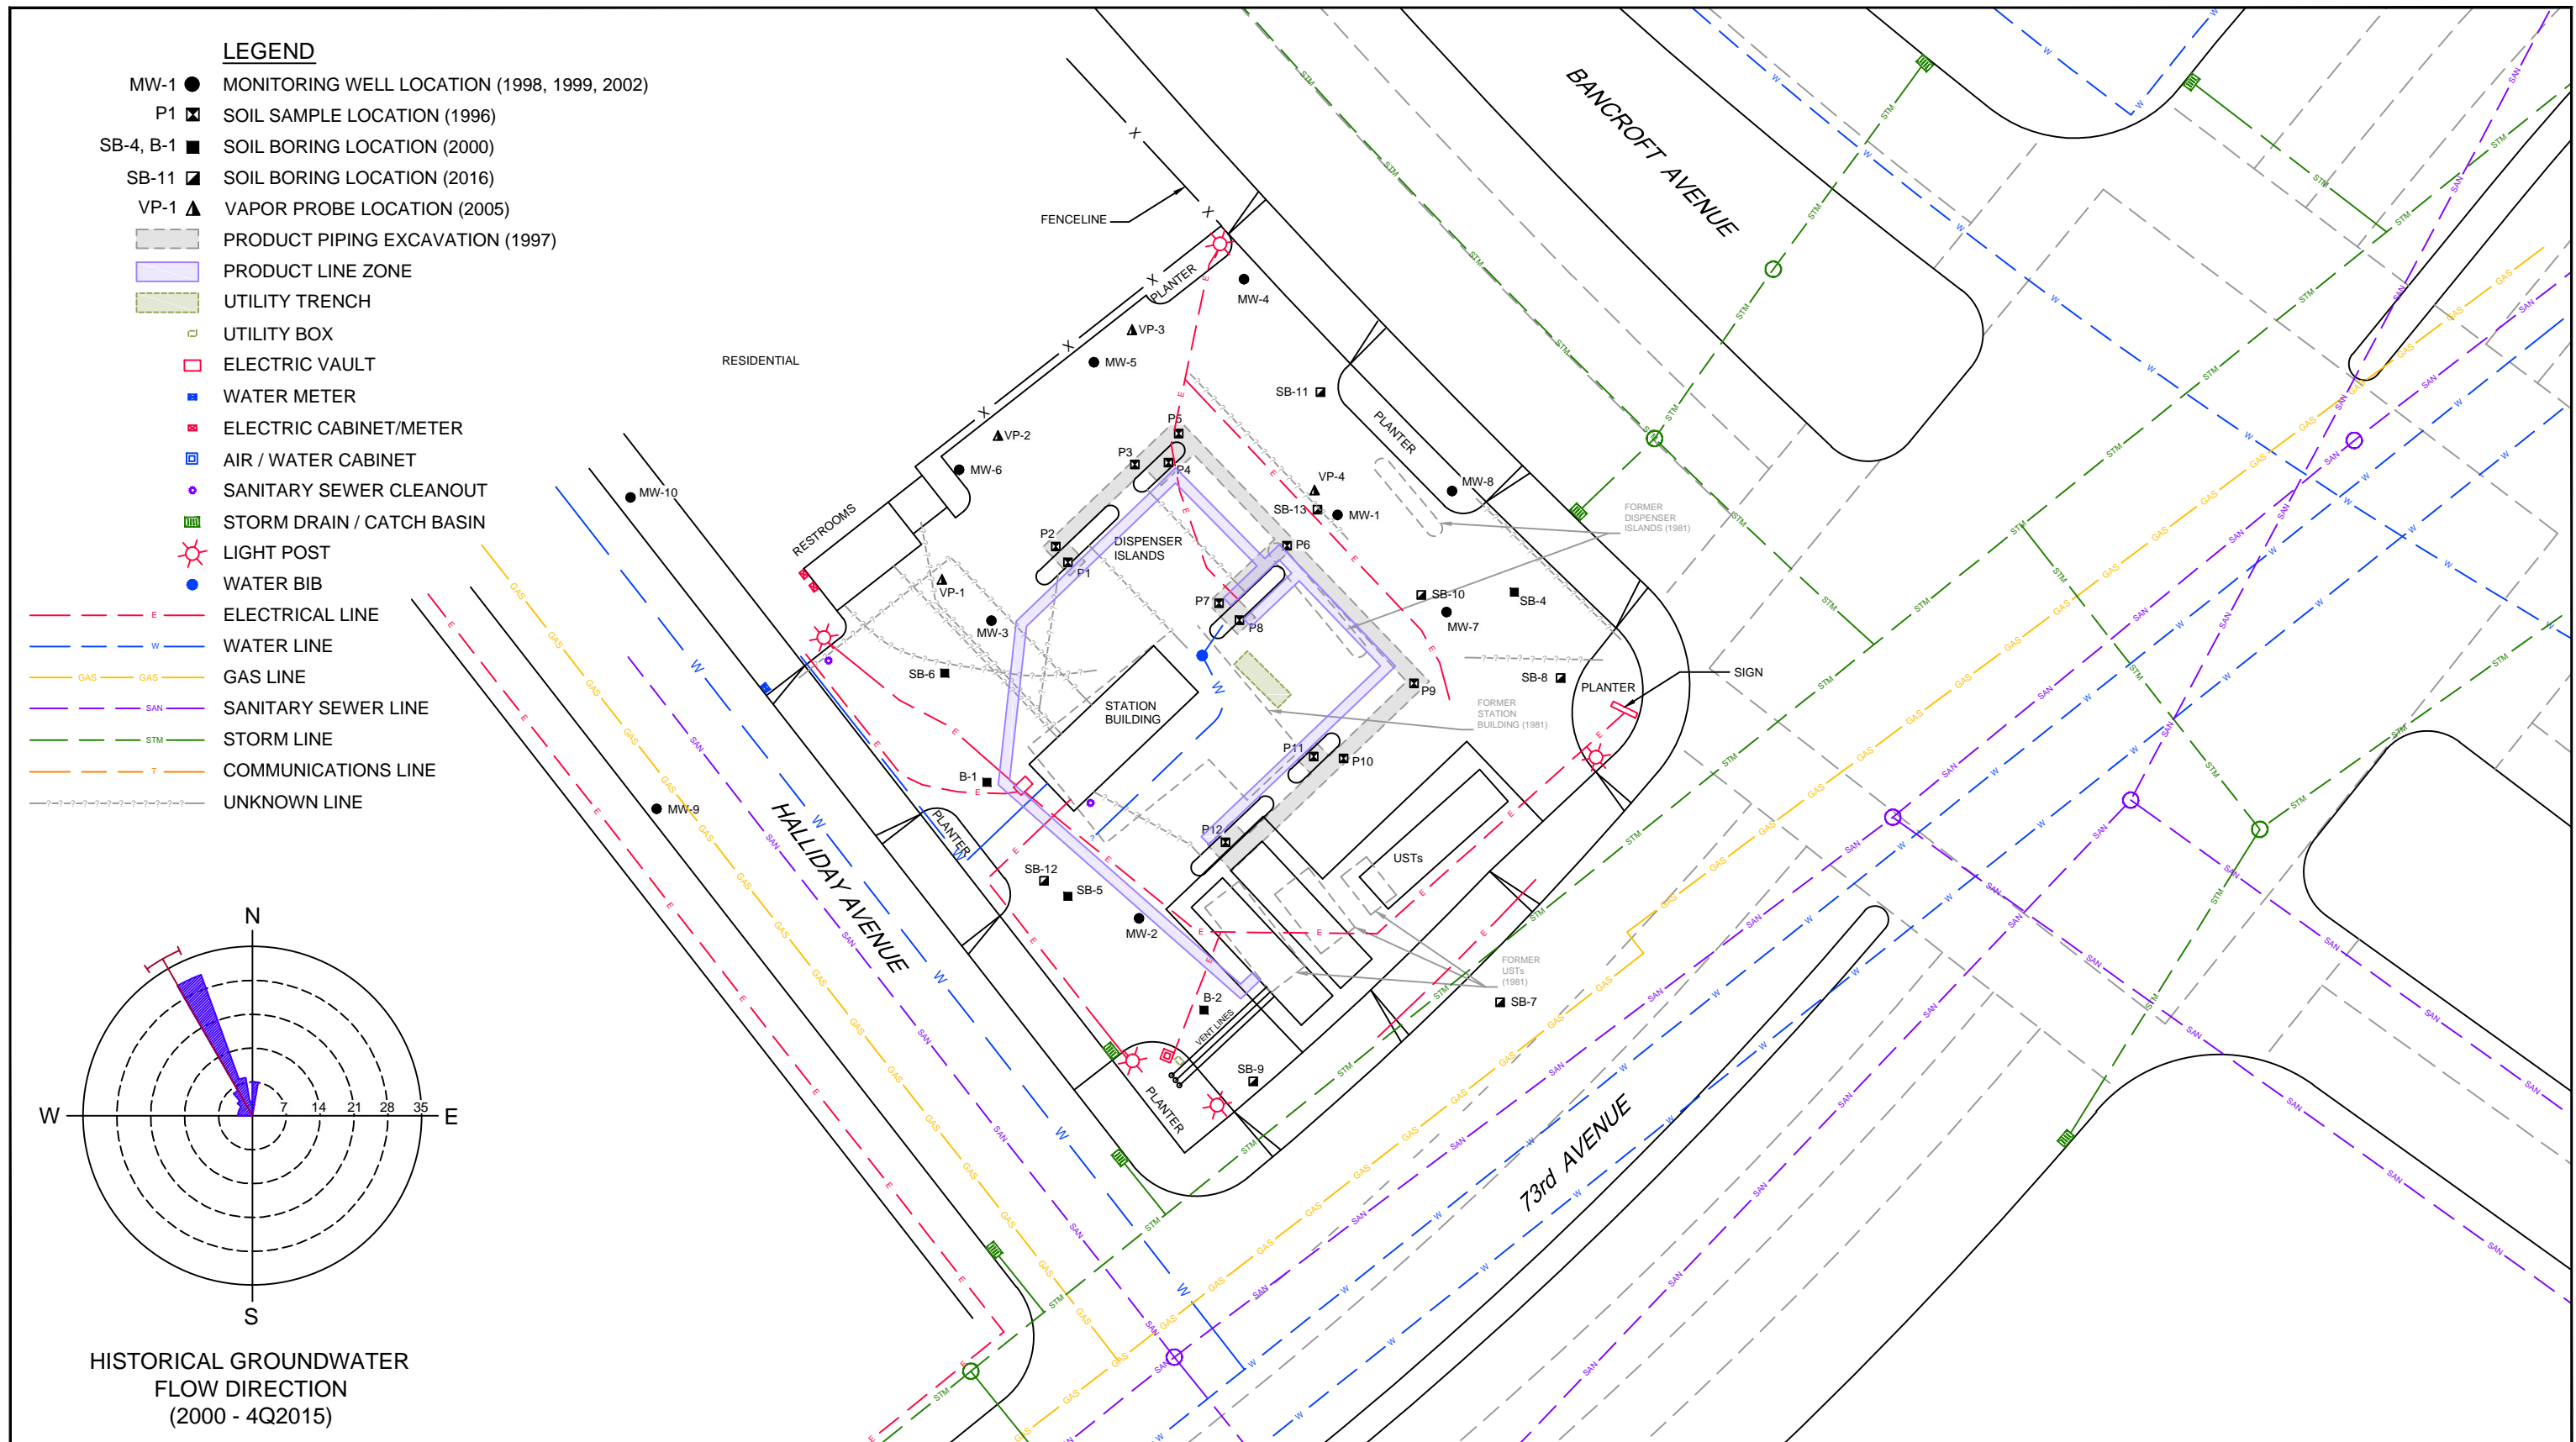 LEGEND
MW-1 MONITORING WELL LOCATION (1998, 1999, 2002)
P1 SOIL SAMPLE LOCATION (1996)
SB-4, B-1 SOIL BORING LOCATION (2000)
SB-11 SOIL BORING LOCATION (2016)
VP-1 VAPOR PROBE LOCATION (2005)
PRODUCT PIPING EXCAVATION (1997)
PRODUCT LINE ZONE
UTILITY TRENCH
UTILITY BOX
ELECTRIC VAULT
WATER METER
ELECTRIC CABINET/METER
AIR / WATER CABINET
SANITARY SEWER CLEANOUT
STORM DRAIN / CATCH BASIN
LIGHT POST
WATER BIB
E ELECTRICAL LINE
W WATER LINE
GAS GAS GAS LINE
SAN SANITARY SEWER LINE
STM STORM LINE
T COMMUNICATIONS LINE
UNKNOWN LINE
N
W
E
S
7 14 21 28 35
HISTORICAL GROUNDWATER
FLOW DIRECTION
(2000 - 4Q2015)
BANCROFT AVENUE
HALLIDAY AVENUE
73rd AVENUE
FENCELINE
RESIDENTIAL
PLANTER
MW-4
VP-3
MW-5
SB-11
PLANTER
VP-2
MW-6
P5
P3
P4
MW-10
RESTROOMS
VP-4
SB-13
MW-1
MW-8
FORMER
DISPENSER
ISLANDS (1981)
P2
P1
DISPENSER
ISLANDS
P6
VP-1
MW-3
P7
P8
SB-10
MW-7
SB-4
SB-6
SB-8
PLANTER
SIGN
P9
STATION
BUILDING
FORMER
STATION
BUILDING (1981)
P11
P10
B-1
MW-9
PLANTER
P12
USTs
SB-12
SB-5
MW-2
FORMER
USTs
(1981)
SB-7
B-2
VENT LINES
SB-9
PLANTER